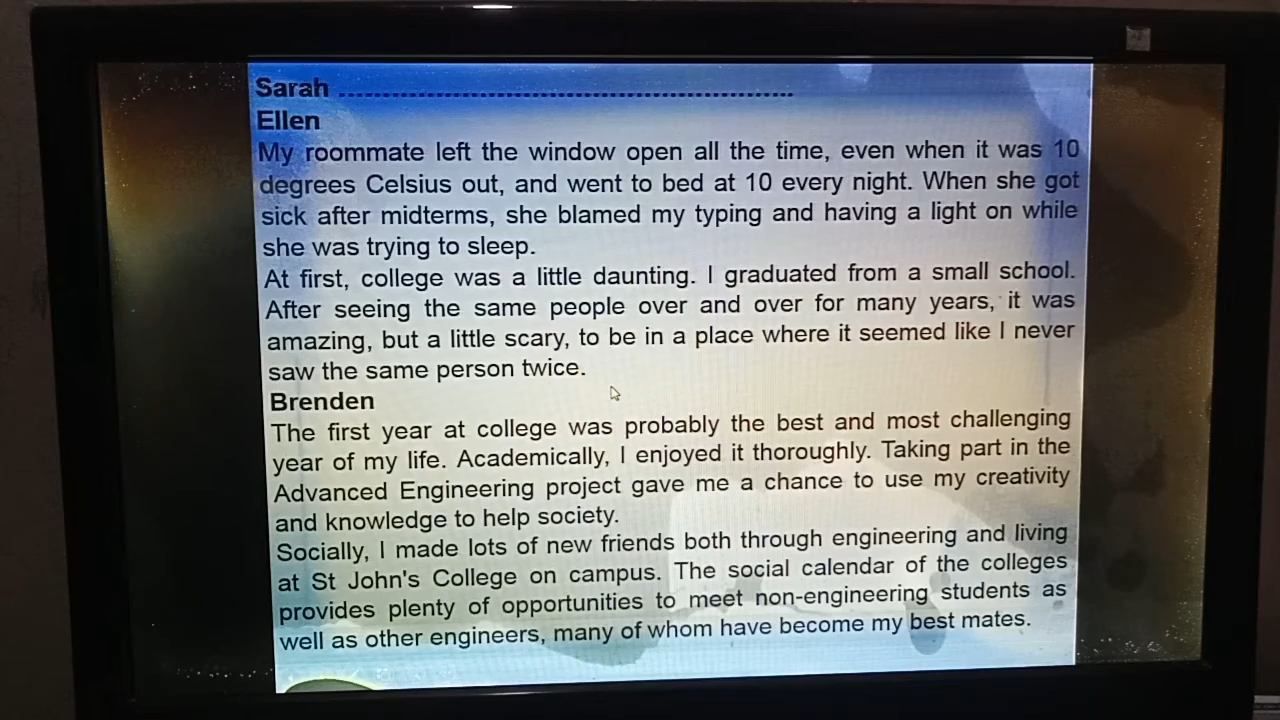 Sarah ......................................................
Ellen
My roommate left the window open all the time, even when it was 10
degrees Celsius out, and went to bed at 10 every night. When she got
sick after midterms, she blamed my typing and having a light on while
she was trying to sleep.
At first, college was a little daunting. I graduated from a small school.
After seeing the same people over and over for many years, it was
amazing, but a little scary, to be in a place where it seemed like I never
saw the same person twice.
Brenden
The first year at college was probably the best and most challenging
year of my life. Academically, I enjoyed it thoroughly. Taking part in the
Advanced Engineering project gave me a chance to use my creativity
and knowledge to help society.
Socially, I made lots of new friends both through engineering and living
at St John's College on campus. The social calendar of the colleges
provides plenty of opportunities to meet non-engineering students as
well as other engineers, many of whom have become my best mates.